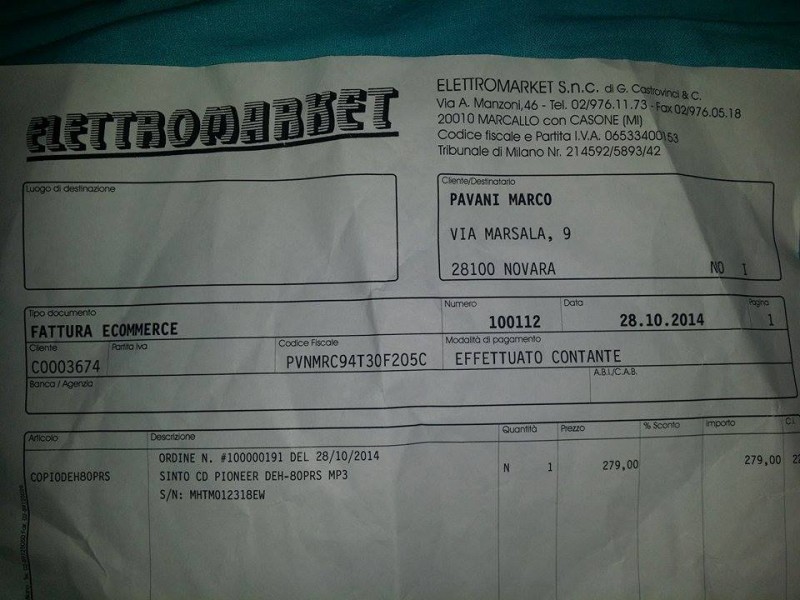 ELETTROMARKET
ELETTROMARKET S.n.c. di G. Castrovinci & C.
Via A. Manzoni,46 - Tel. 02/976.11.73 - Fax 02/976.05.18
20010 MARCALLO con CASONE (MI)
Codice fiscale e Partita I.V.A. 06533400153
Tribunale di Milano Nr. 214592/5893/42
Luogo di destinazione
Cliente/Destinatario
PAVANI MARCO
VIA MARSALA, 9
28100 NOVARA NO I
Tipo documento Numero Data Pagina
FATTURA ECOMMERCE 100112 28.10.2014 1
Cliente Partita Iva Codice Fiscale Modalità di pagamento
C0003674 PVNMRC94T30F205C EFFETTUATO CONTANTE
Banca / Agenzia A.B.I./C.A.B.
Articolo Descrizione Quantità Prezzo % Sconto Importo C.I.
ORDINE N. #100000191 DEL 28/10/2014
COPIODEH80PRS SINTO CD PIONEER DEH-80PRS MP3 N 1 279,00 279,00 22
S/N: MHTM012318EW